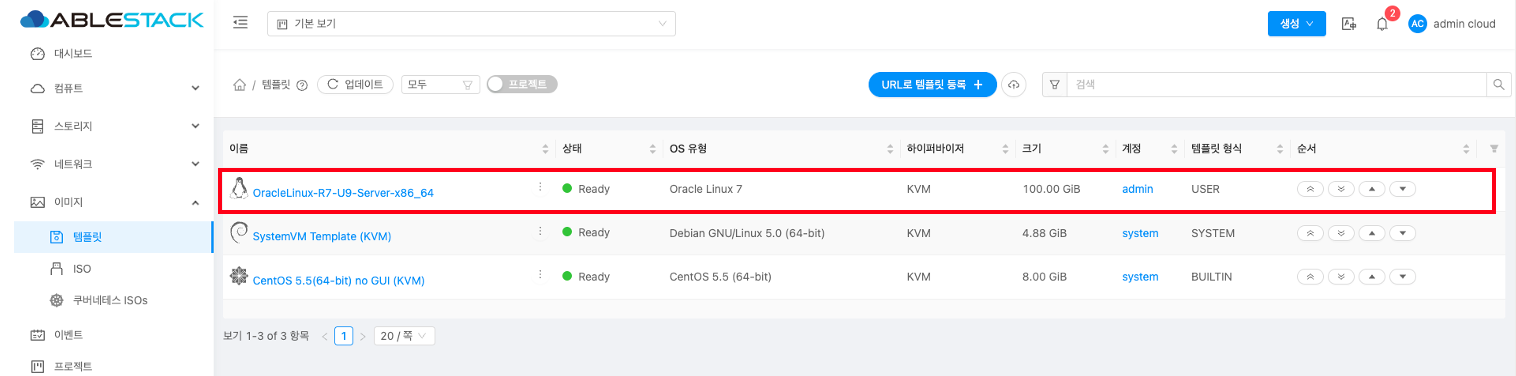 ABLESTACK
기본 보기
생성
2
AC admin cloud
대시보드
컴퓨트
스토리지
네트워크
이미지
템플릿
ISO
쿠버네테스 ISOs
이벤트
프로젝트
/ 템플릿 업데이트 모두 프로젝트
URL로 템플릿 등록 +
검색
이름 상태 OS 유형 하이퍼바이저 크기 계정 템플릿 형식 순서
OracleLinux-R7-U9-Server-x86_64 Ready Oracle Linux 7 KVM 100.00 GiB admin USER
SystemVM Template (KVM) Ready Debian GNU/Linux 5.0 (64-bit) KVM 4.88 GiB system SYSTEM
CentOS 5.5(64-bit) no GUI (KVM) Ready CentOS 5.5 (64-bit) KVM 8.00 GiB system BUILTIN
보기 1-3 of 3 항목 < 1 > 20 / 쪽